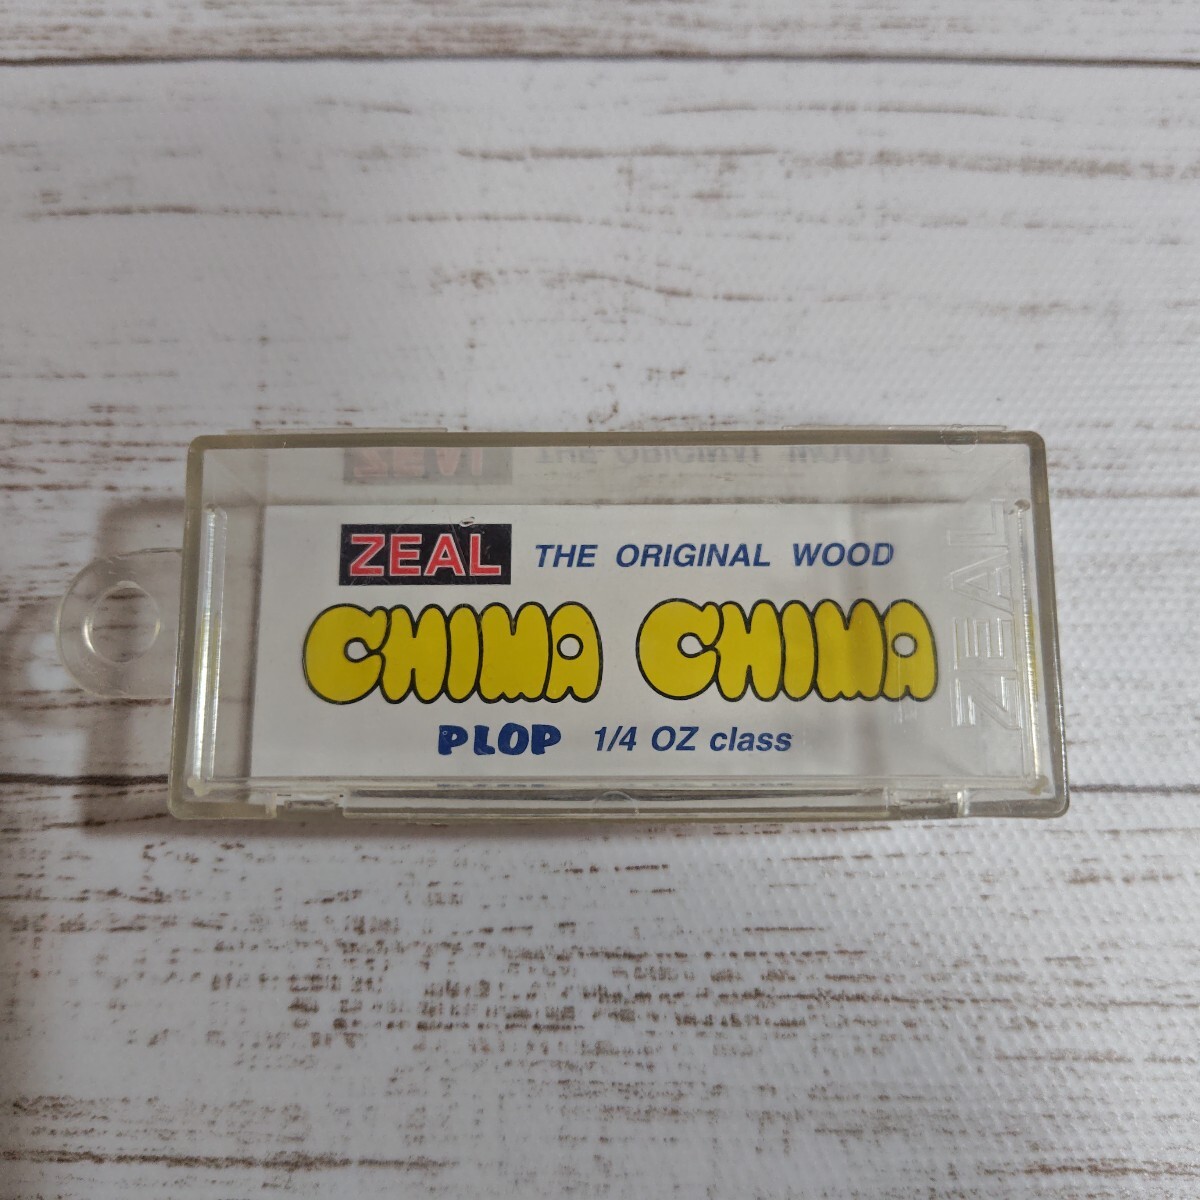 ZEAL THE ORIGINAL WOOD
CHIMA CHIMA
PLOP 1/4 OZ class
ZEAL